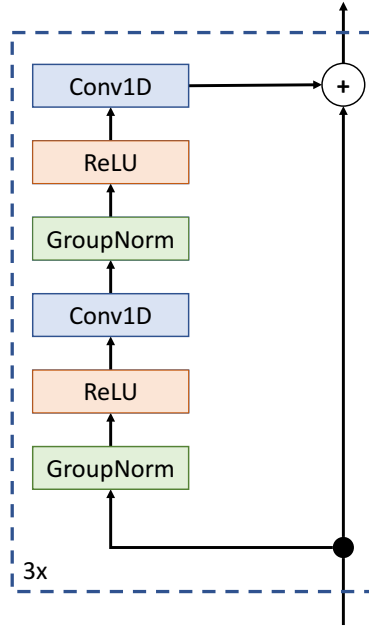 Conv1D
+
ReLU
GroupNorm
Conv1D
ReLU
GroupNorm
3x